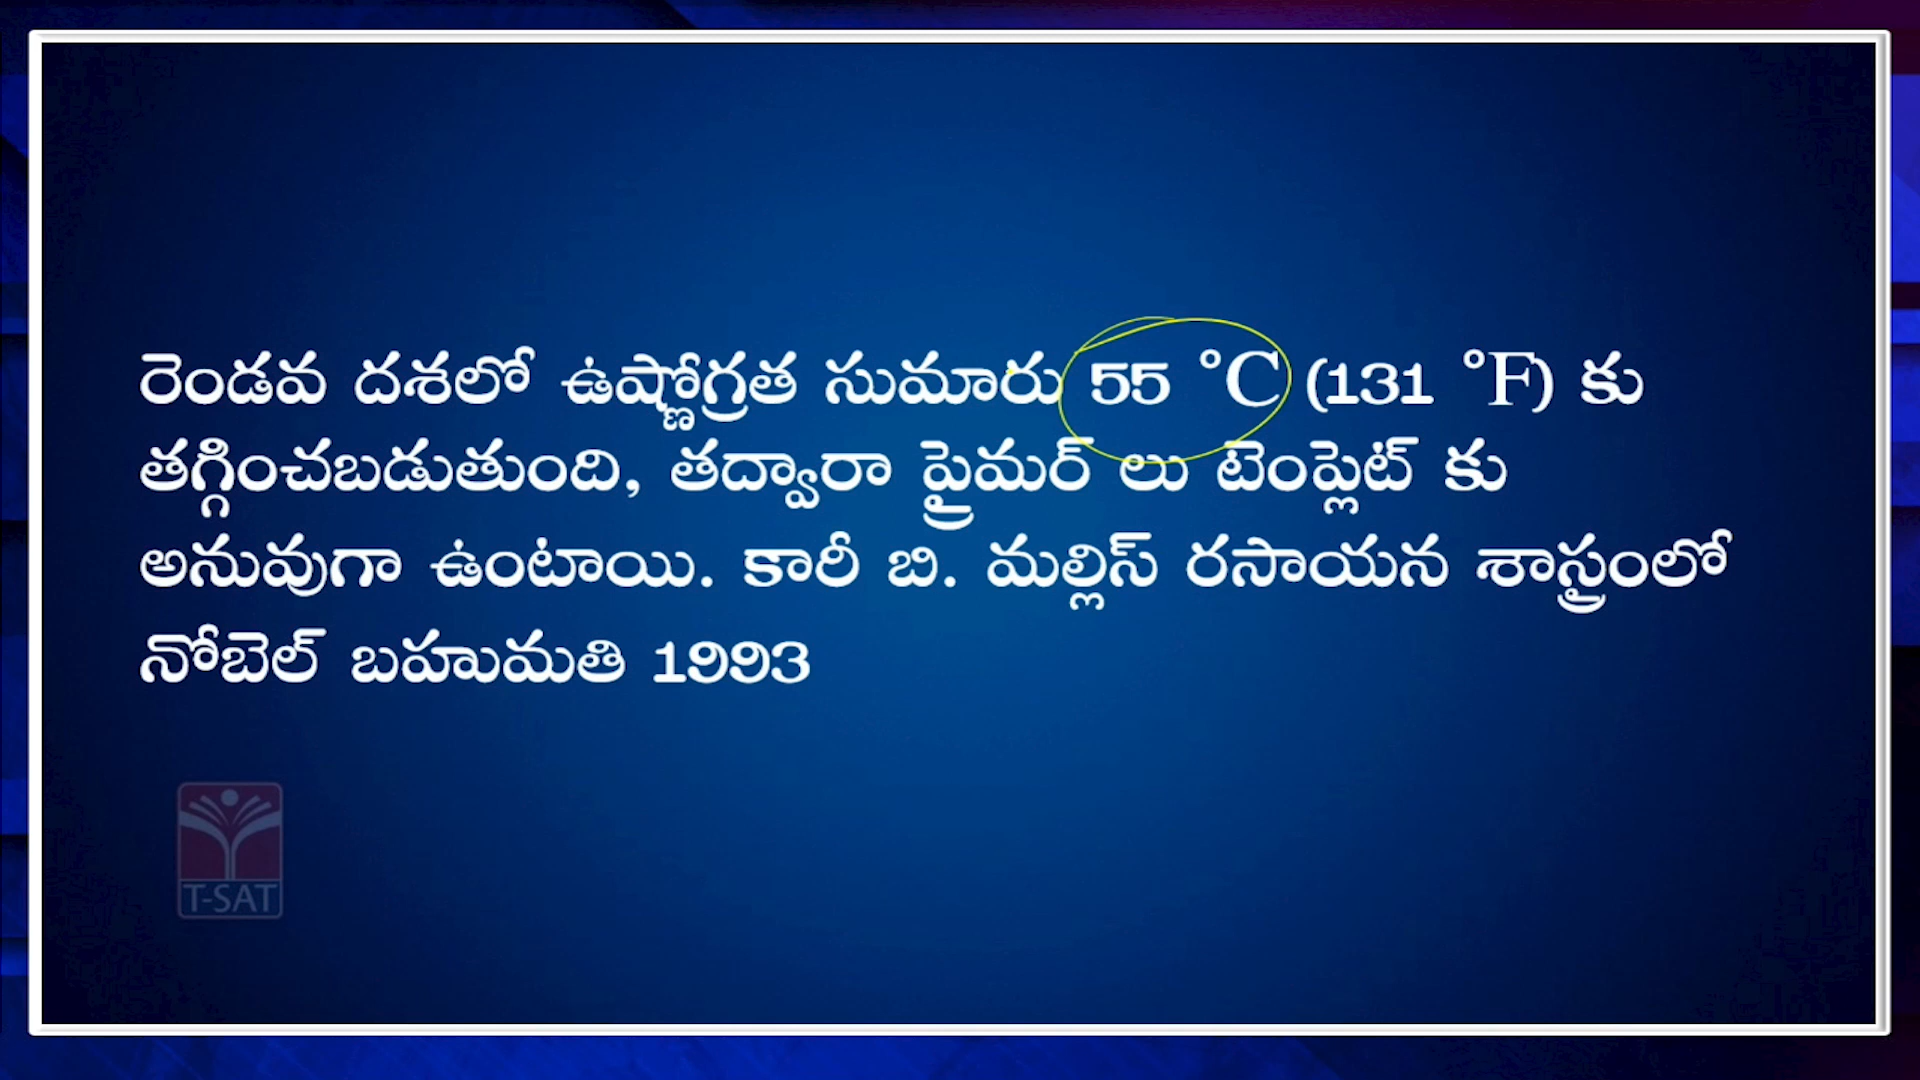 రెండవ దశలో ఉష్ణోగ్రత సుమారు 55 °C (131 °F) కు
తగ్గించబడుతుంది, తద్వారా ప్రైమర్ లు టెంప్లెట్ కు
అనువుగా ఉంటాయి. కారీ బి. మల్లిస్ రసాయన శాస్త్రంలో
నోబెల్ బహుమతి 1993
T-SAT